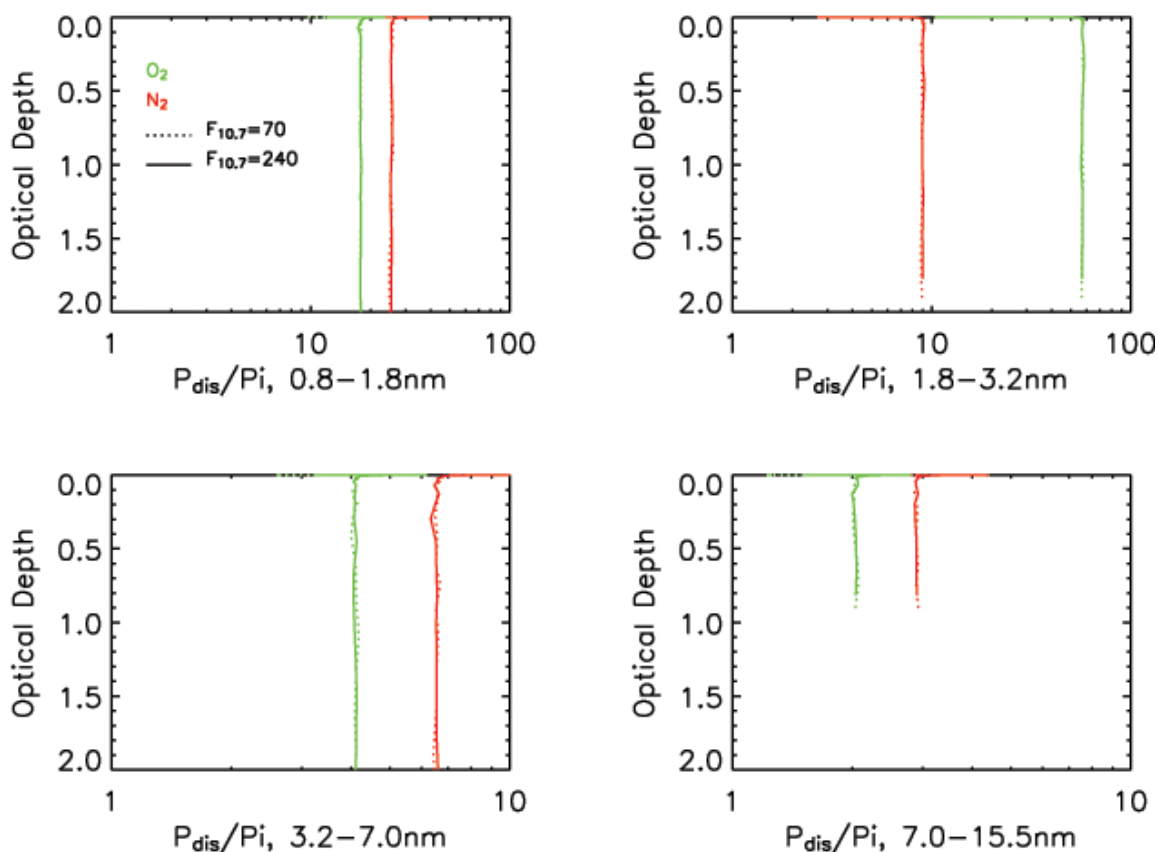 0.0
0.5
1.0
1.5
2.0
Optical Depth
O₂
N₂
F₁₀.₇=70
F₁₀.₇=240
1 10 100
P_dis/Pi, 0.8−1.8nm
0.0
0.5
1.0
1.5
2.0
Optical Depth
1 10 100
P_dis/Pi, 1.8−3.2nm
0.0
0.5
1.0
1.5
2.0
Optical Depth
1 10
P_dis/Pi, 3.2−7.0nm
0.0
0.5
1.0
1.5
2.0
Optical Depth
1 10
P_dis/Pi, 7.0−15.5nm